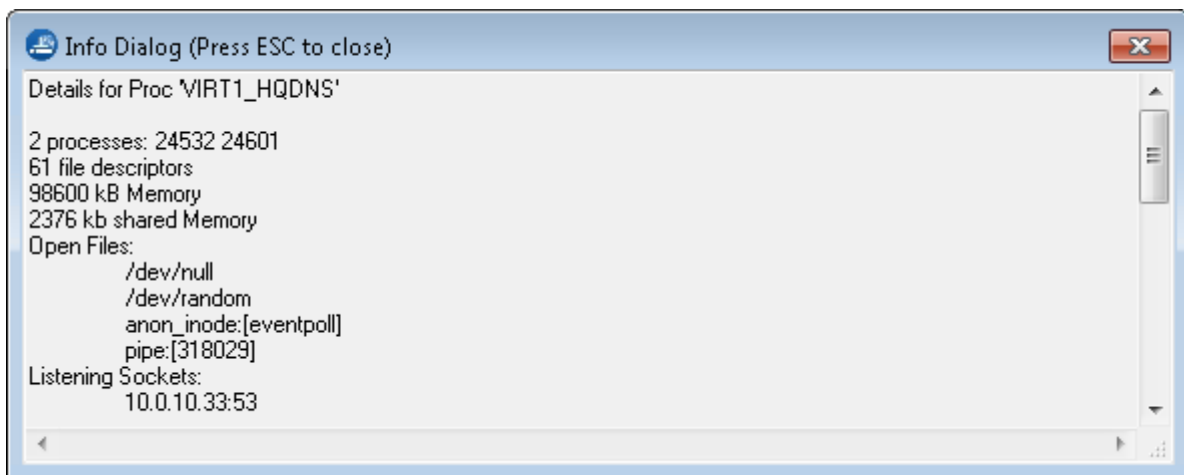 Info Dialog (Press ESC to close)
Details for Proc 'VIRT1_HQDNS'
2 processes: 24532 24601
61 file descriptors
98600 kB Memory
2376 kb shared Memory
Open Files:
/dev/null
/dev/random
anon_inode:[eventpoll]
pipe:[318029]
Listening Sockets:
10.0.10.33:53